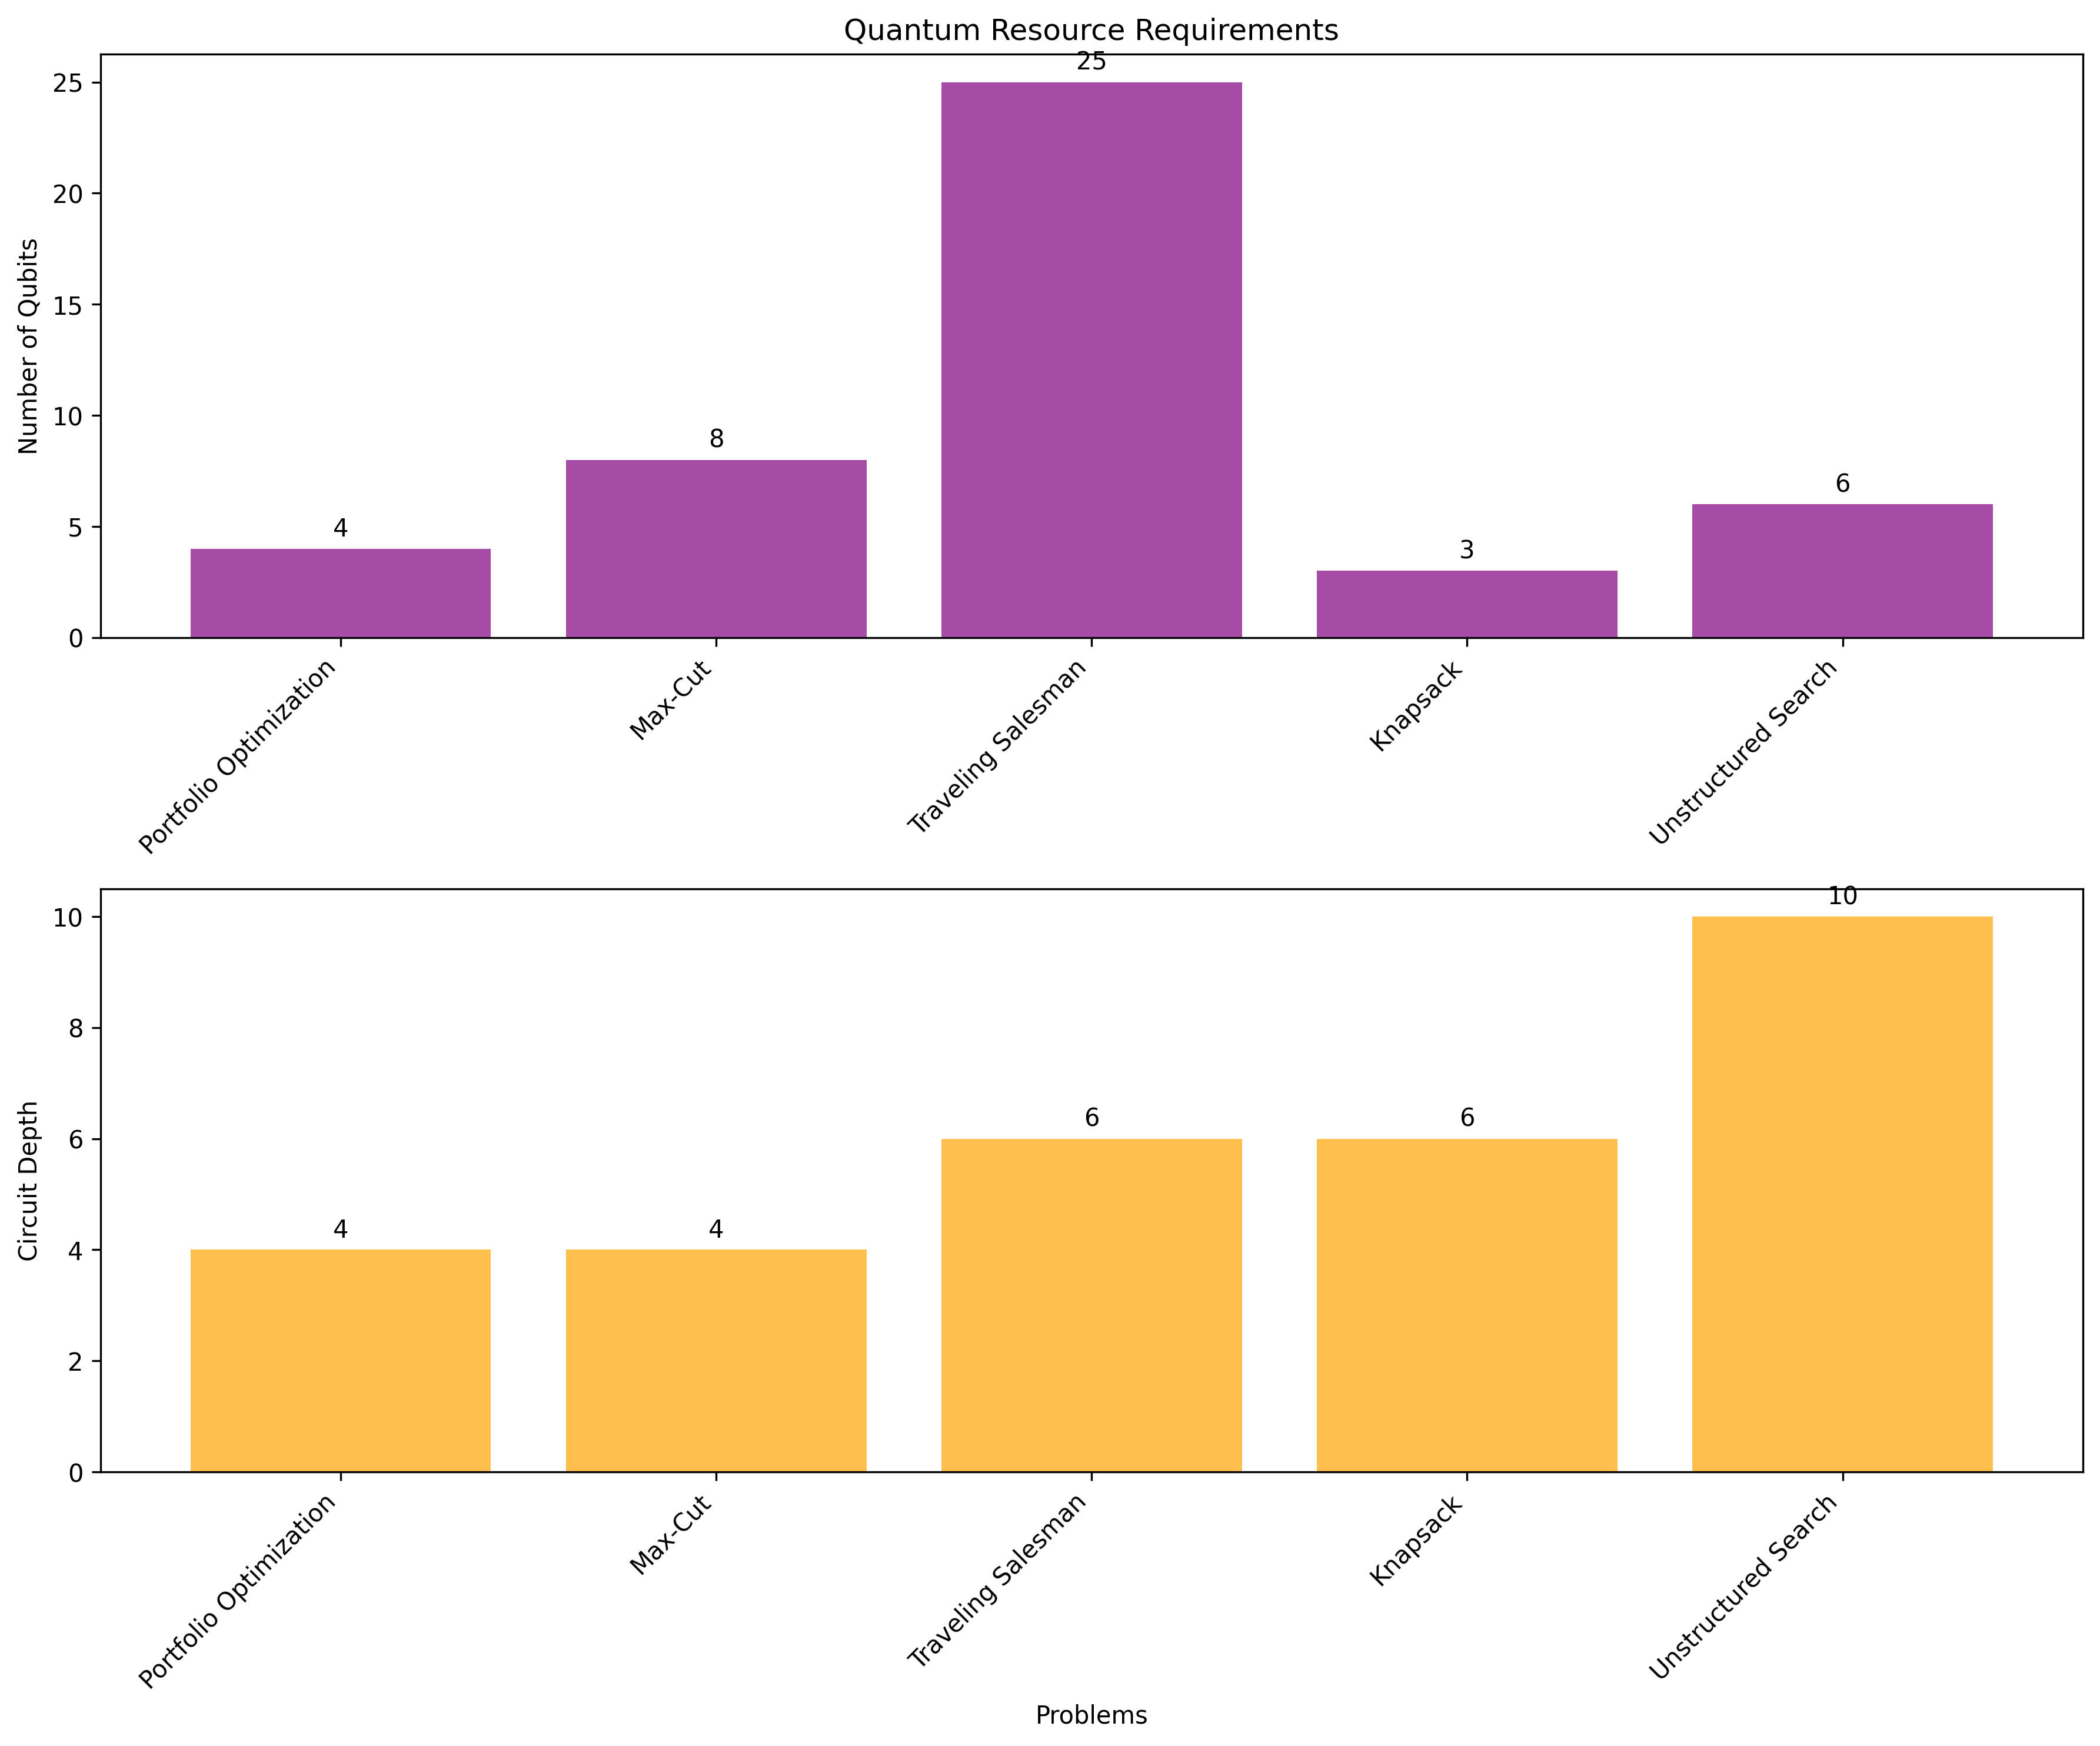 Quantum Resource Requirements
25
20
15
10
5
0
Number of Qubits
4
8
25
3
6
Portfolio Optimization
Max-Cut
Traveling Salesman
Knapsack
Unstructured Search
10
8
6
4
2
0
Circuit Depth
4
4
6
6
10
Portfolio Optimization
Max-Cut
Traveling Salesman
Knapsack
Unstructured Search
Problems